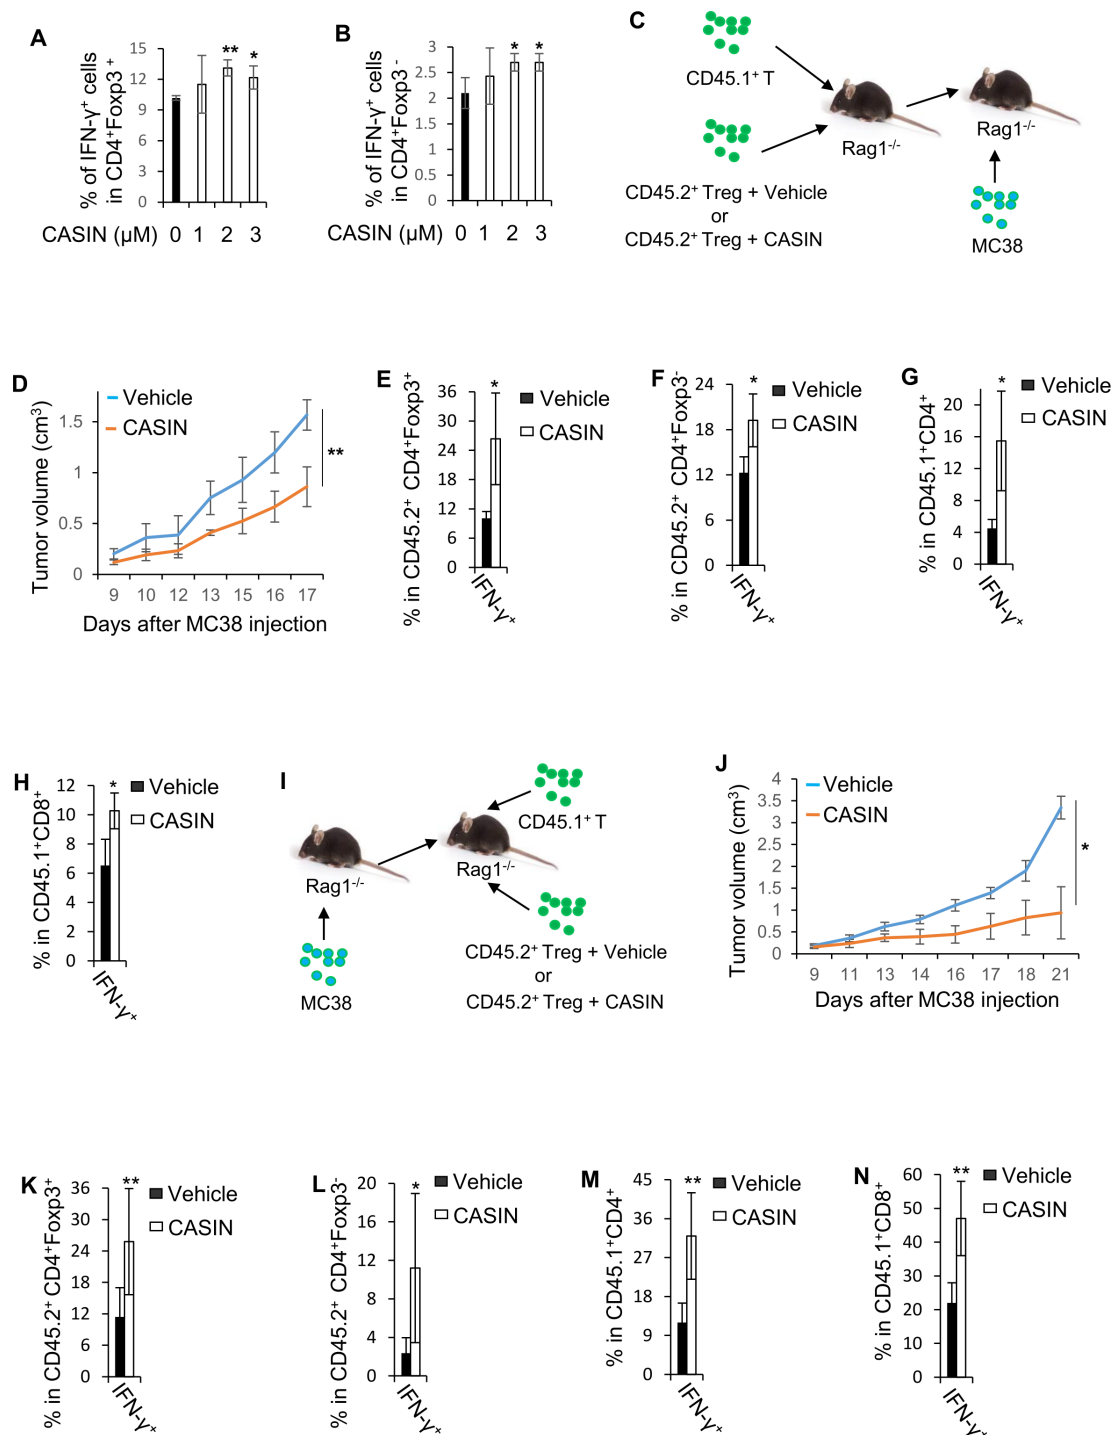 A
% of IFN-γ⁺ cells
in CD4⁺Foxp3⁺
15
12
9
6
3
0
**
*
CASIN (μM) 0 1 2 3
B
% of IFN-γ⁺ cells
in CD4⁺Foxp3⁻
3
2.5
2
1.5
1
0.5
0
*
*
CASIN (μM) 0 1 2 3
C
CD45.1⁺ T
Rag1⁻/⁻
Rag1⁻/⁻
CD45.2⁺ Treg + Vehicle
or
CD45.2⁺ Treg + CASIN
MC38
D
Vehicle
CASIN
Tumor volume (cm³)
1.5
1
0.5
0
**
9 10 12 13 15 16 17
Days after MC38 injection
E
% in CD45.2⁺ CD4⁺Foxp3⁺
36
30
24
18
12
6
0
*
Vehicle
CASIN
IFN-γ⁺
F
% in CD45.2⁺ CD4⁺Foxp3⁻
24
18
12
6
0
*
Vehicle
CASIN
IFN-γ⁺
G
% in CD45.1⁺CD4⁺
20
16
12
8
4
0
*
Vehicle
CASIN
IFN-γ⁺
H
% in CD45.1⁺CD8⁺
12
10
8
6
4
2
0
*
Vehicle
CASIN
IFN-γ⁺
I
CD45.1⁺ T
Rag1⁻/⁻
Rag1⁻/⁻
MC38
CD45.2⁺ Treg + Vehicle
or
CD45.2⁺ Treg + CASIN
J
Vehicle
CASIN
Tumor volume (cm³)
4
3.5
3
2.5
2
1.5
1
0.5
0
*
9 11 13 14 16 17 18 21
Days after MC38 injection
K
% in CD45.2⁺ CD4⁺Foxp3⁺
36
30
24
18
12
6
0
**
Vehicle
CASIN
IFN-γ⁺
L
% in CD45.2⁺ CD4⁺Foxp3⁻
20
16
12
8
4
0
*
Vehicle
CASIN
IFN-γ⁺
M
% in CD45.1⁺CD4⁺
45
36
27
18
9
0
**
Vehicle
CASIN
IFN-γ⁺
N
% in CD45.1⁺CD8⁺
60
50
40
30
20
10
0
**
Vehicle
CASIN
IFN-γ⁺